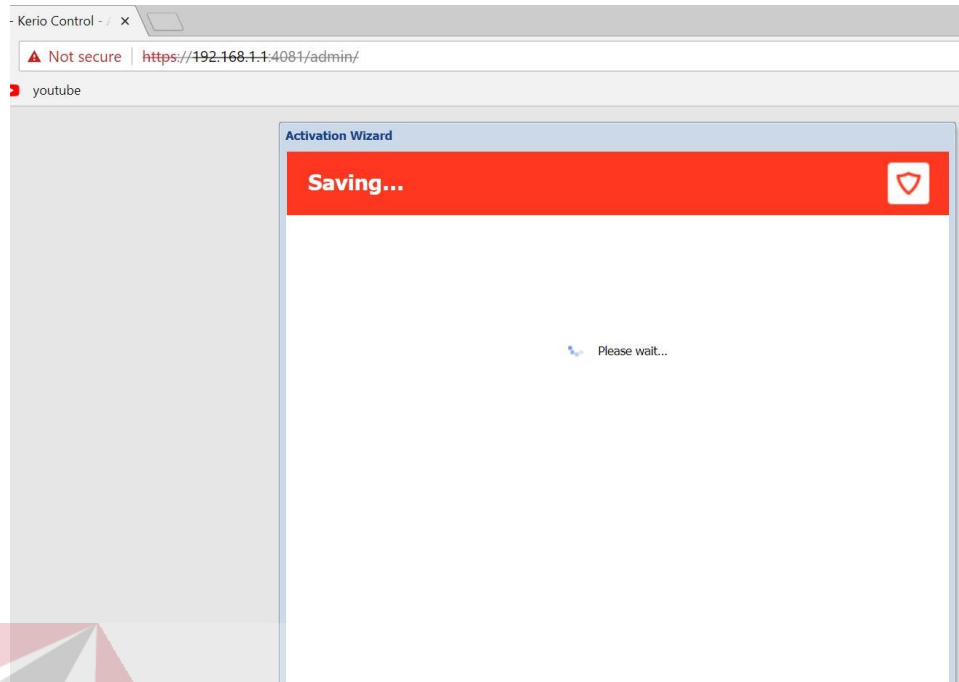 - Kerio Control - /
Not secure | https://192.168.1.1:4081/admin/
youtube
Activation Wizard
Saving...
Please wait...